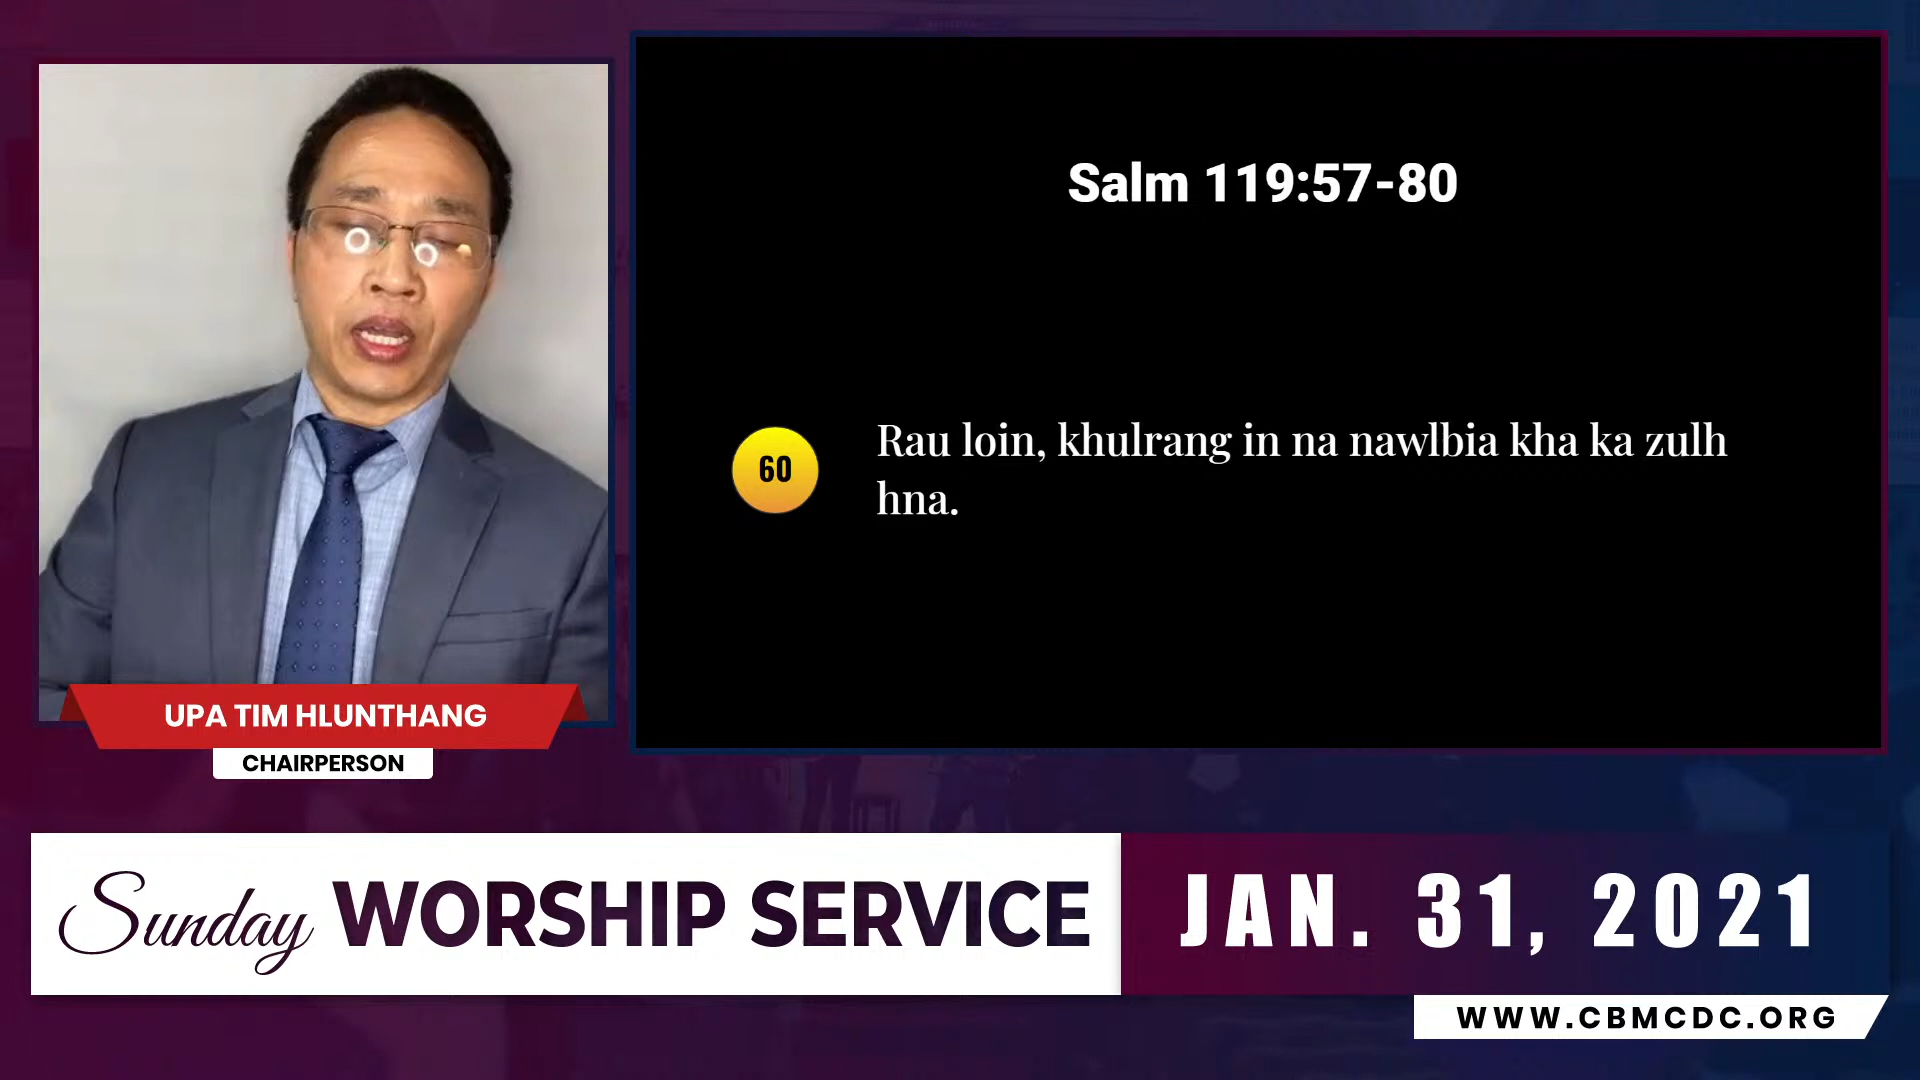 Salm 119:57-80
60
Rau loin, khulrang in na nawlbia kha ka zulh
hna.
UPA TIM HLUNTHANG
CHAIRPERSON
Sunday WORSHIP SERVICE
JAN. 31, 2021
WWW.CBMCDC.ORG